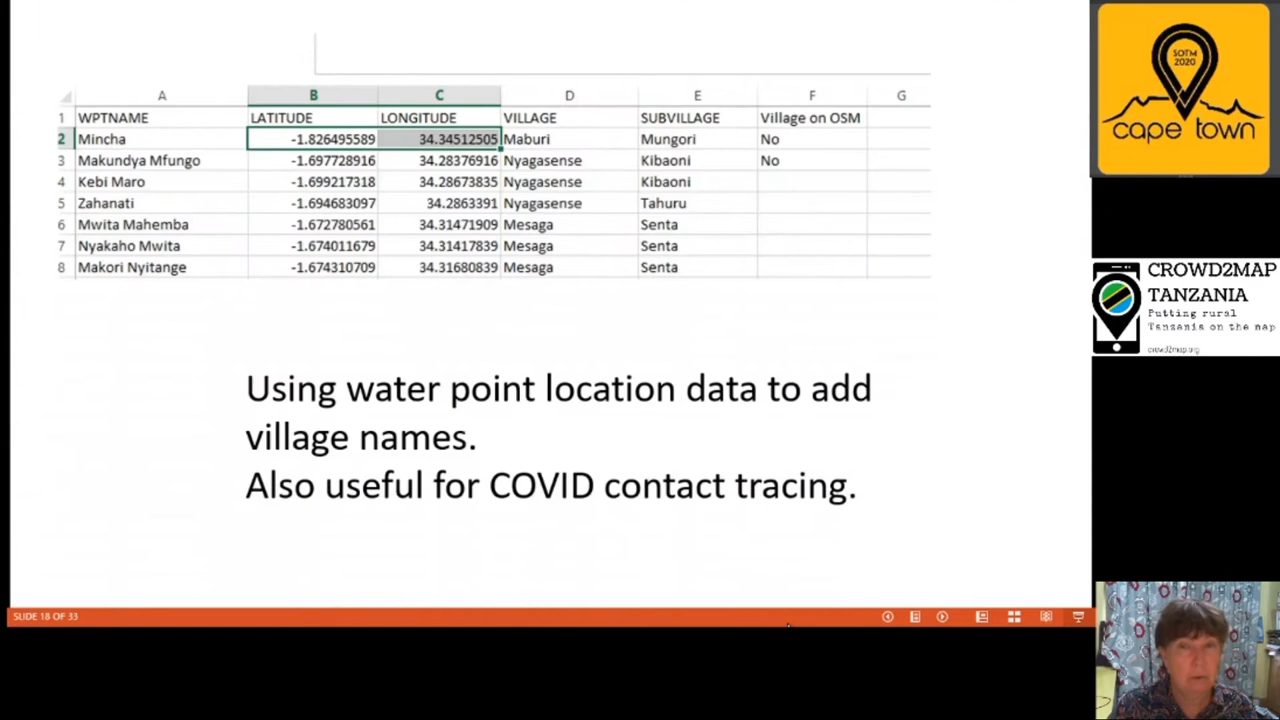 A B C D E F G
1 WPTNAME LATITUDE LONGITUDE VILLAGE SUBVILLAGE Village on OSM
2 Mincha -1.826495589 34.34512505 Maburi Mungori No
3 Makundya Mfungo -1.697728916 34.28376916 Nyagasense Kibaoni No
4 Kebi Maro -1.699217318 34.28673835 Nyagasense Kibaoni
5 Zahanati -1.694683097 34.2863391 Nyagasense Tahuru
6 Mwita Mahemba -1.672780561 34.31471909 Mesaga Senta
7 Nyakaho Mwita -1.674011679 34.31417839 Mesaga Senta
8 Makori Nyitange -1.674310709 34.31680839 Mesaga Senta
Using water point location data to add
village names.
Also useful for COVID contact tracing.
SLIDE 18 OF 33
SOTM
2020
cape town
CROWD2MAP
TANZANIA
Putting rural
Tanzania on the map
crowd2map.org